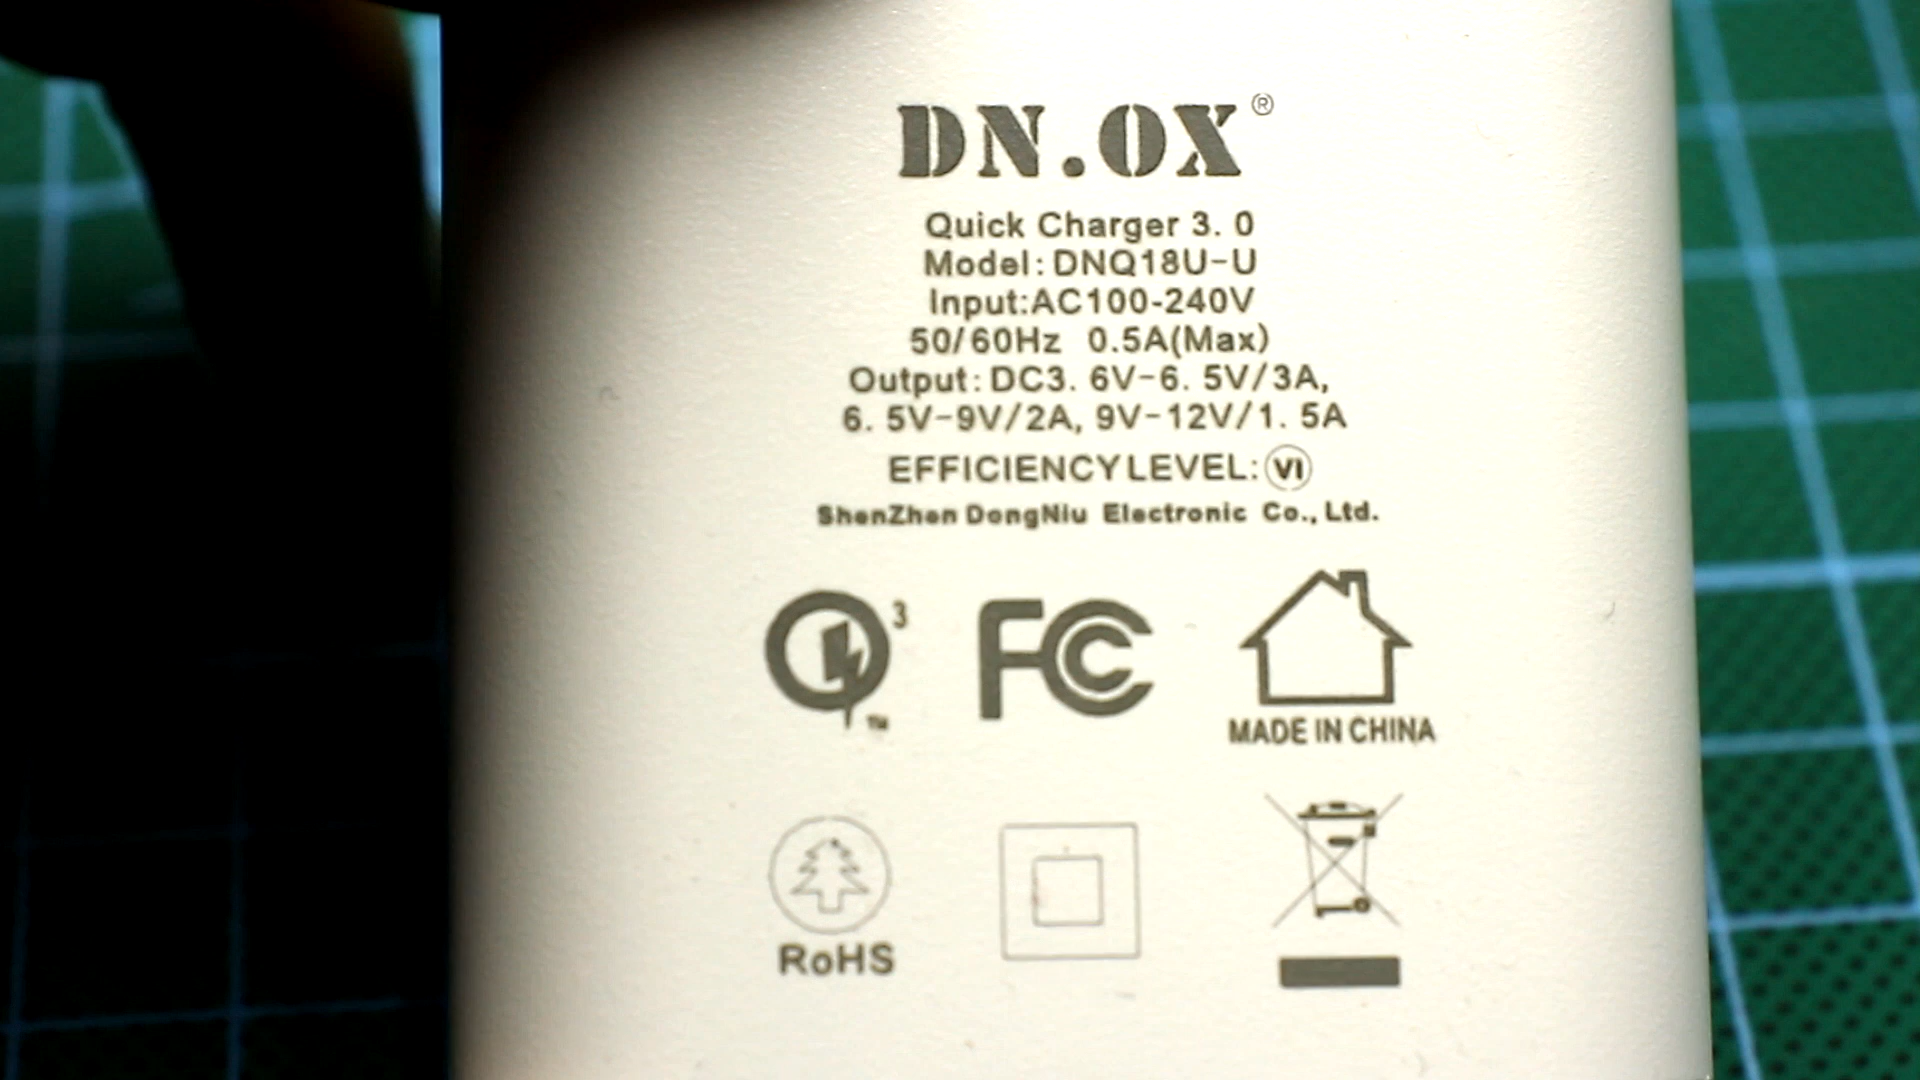 DN.OX®
Quick Charger 3.0
Model: DNQ18U-U
Input:AC100-240V
50/60Hz 0.5A(Max)
Output: DC3.6V-6.5V/3A,
6.5V-9V/2A, 9V-12V/1.5A
EFFICIENCY LEVEL: VI
ShenZhen DongNiu Electronic Co., Ltd.
3 ™ FC
MADE IN CHINA
RoHS